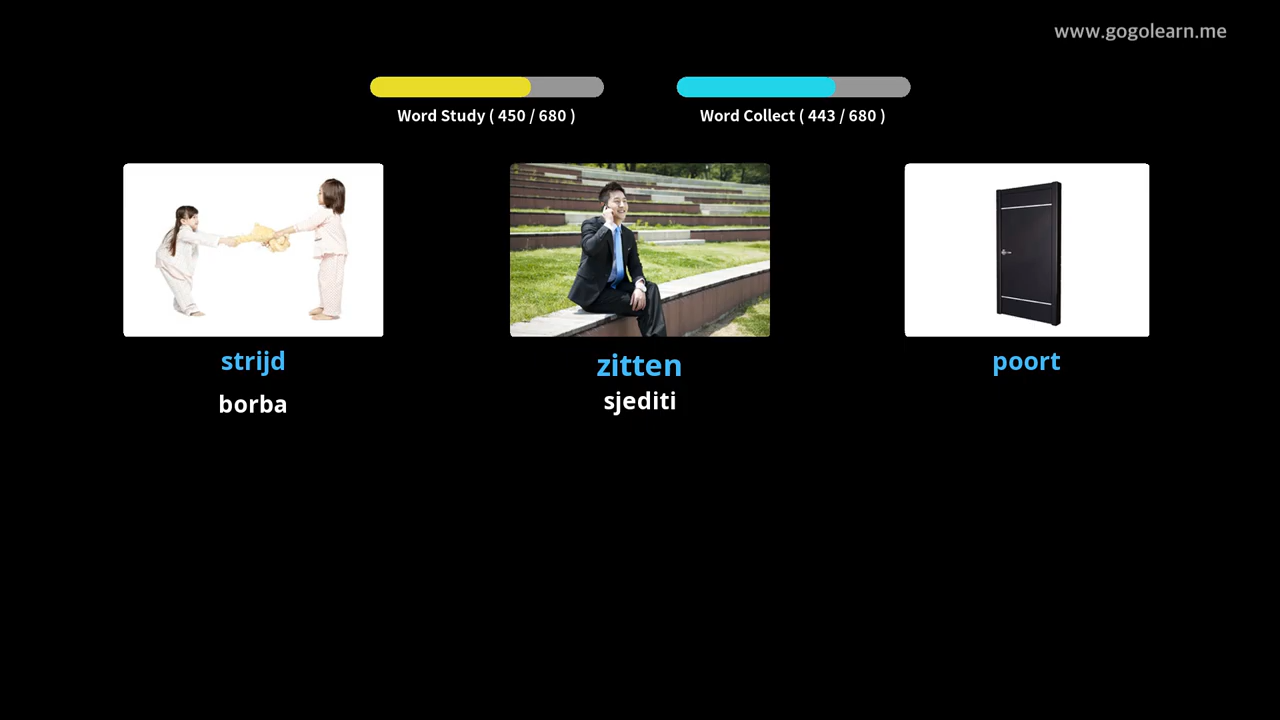 www.gogolearn.me
Word Study ( 450 / 680 )
Word Collect ( 443 / 680 )
strijd
borba
zitten
sjediti
poort